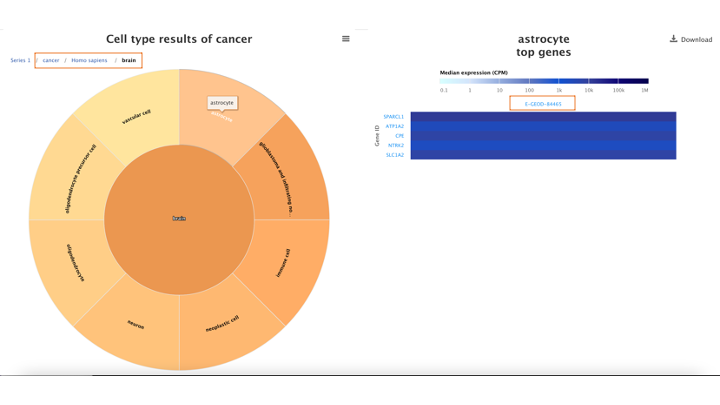 Cell type results of cancer
Series 1 / cancer / Homo sapiens / brain
astrocyte
astrocyte
vascular cell
oligodendrocyte precursor cell
oligodendrocyte
neuron
neoplastic cell
immune cell
glioblastoma and infiltrating ne...
brain
astrocyte
top genes
Download
Median expression (CPM)
0.1 1 10 100 1k 10k 100k 1M
E-GEOD-84465
Gene ID
SPARCL1
ATP1A2
CPE
NTRK2
SLC1A2